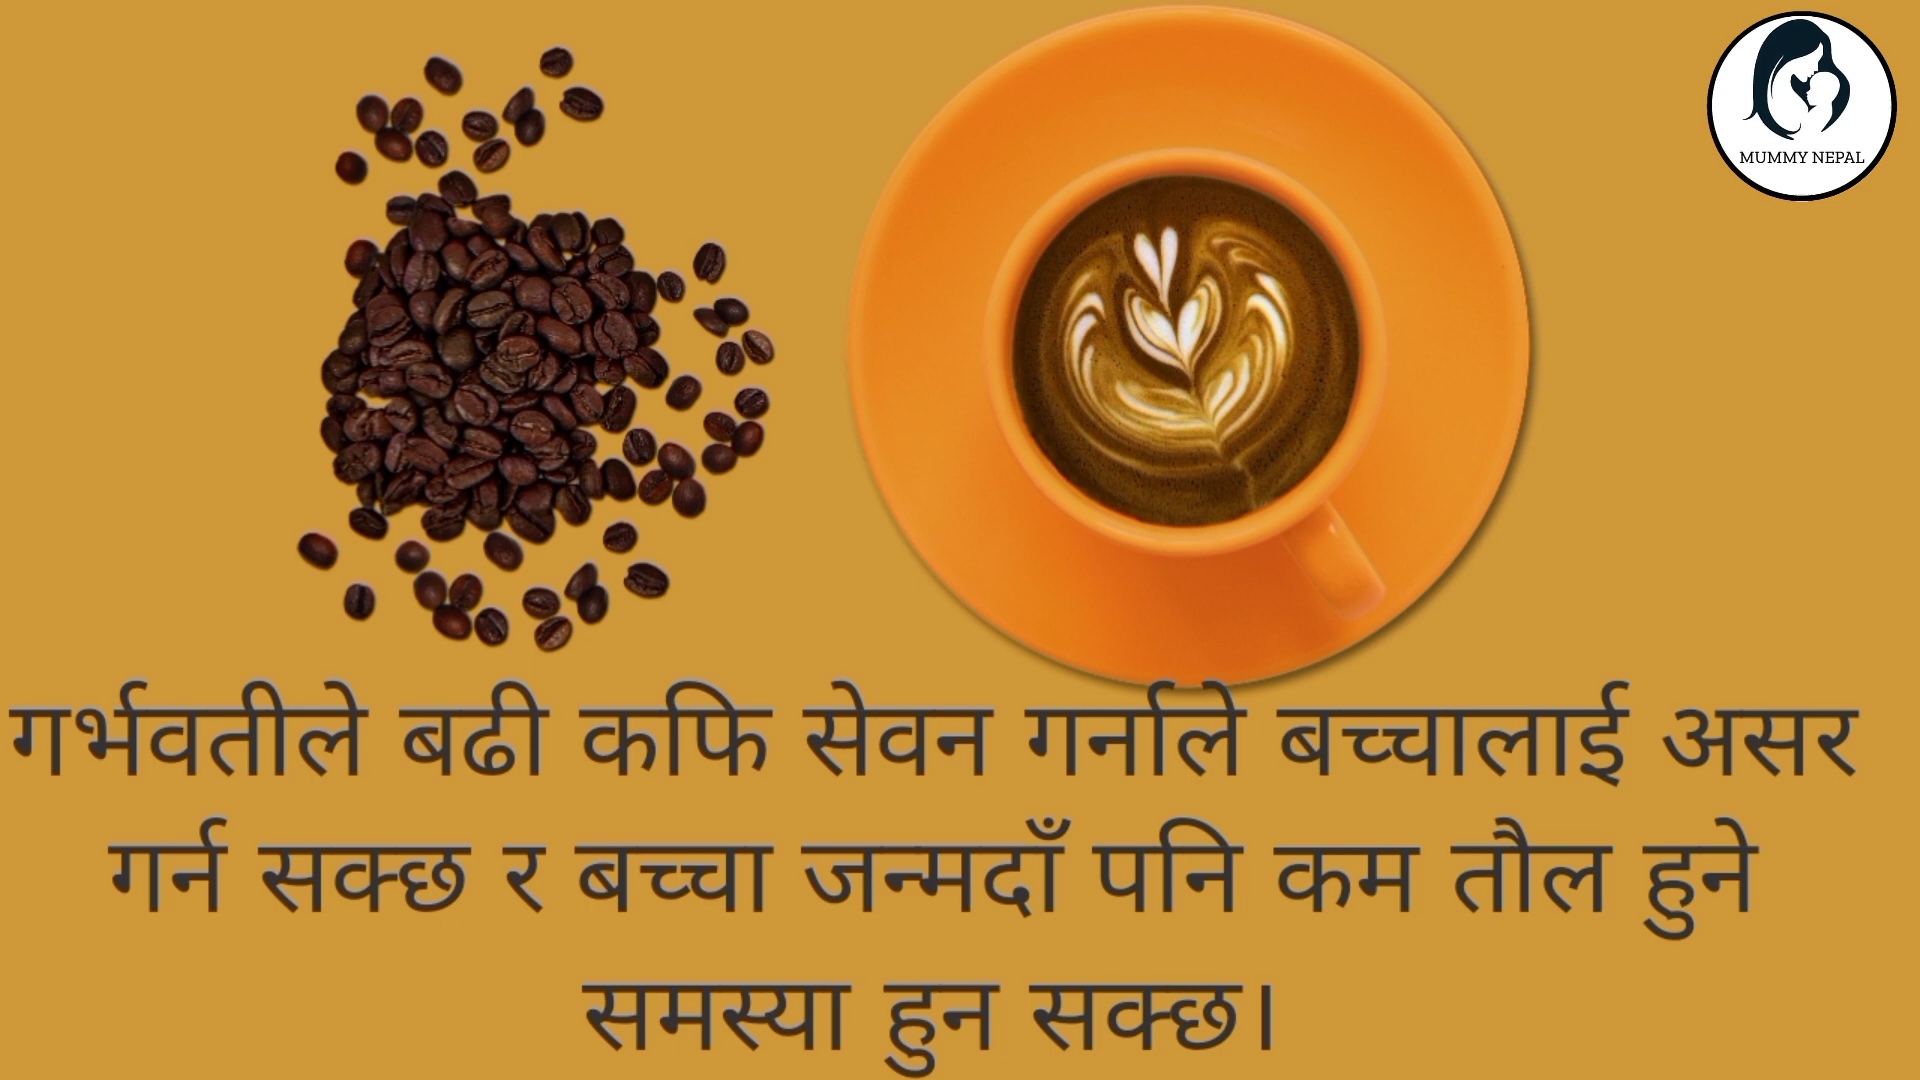 MUMMY NEPAL
गर्भवतीले बढी कफि सेवन गर्नाले बच्चालाई असर
गर्न सक्छ र बच्चा जन्मदाँ पनि कम तौल हुने
समस्या हुन सक्छ।